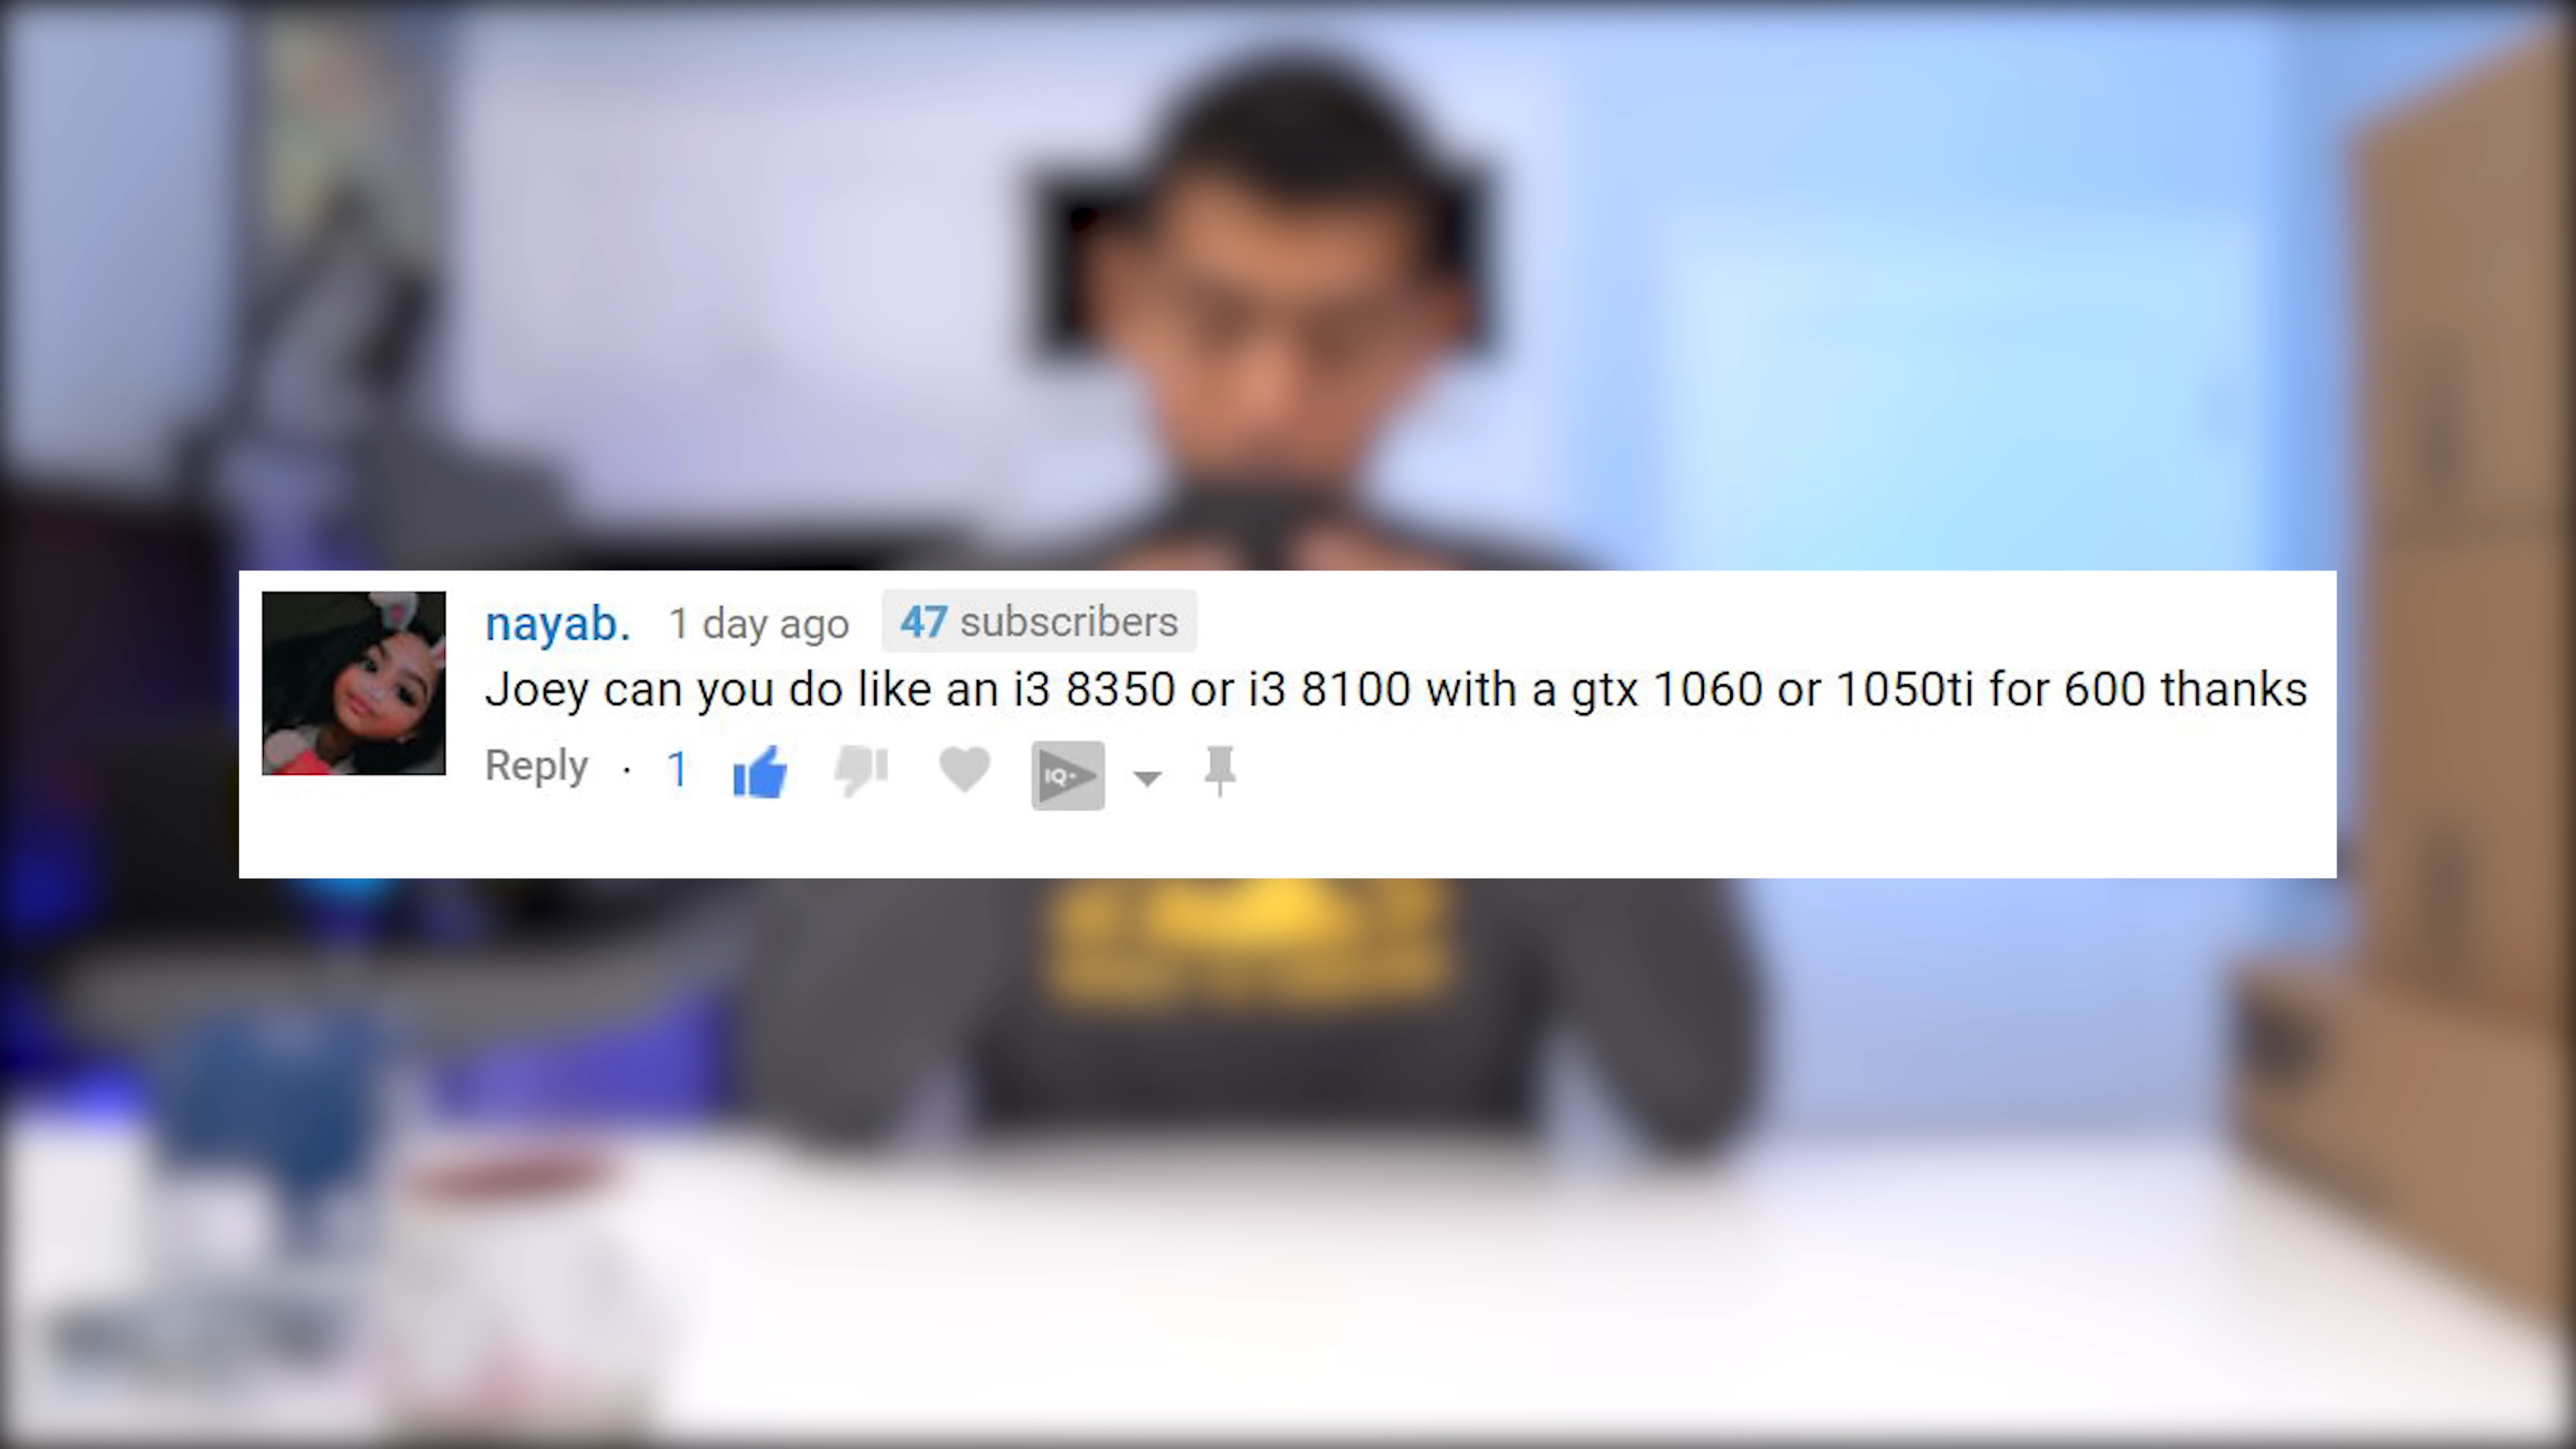 nayab. 1 day ago 47 subscribers
Joey can you do like an i3 8350 or i3 8100 with a gtx 1060 or 1050ti for 600 thanks
Reply · 1 IQ+